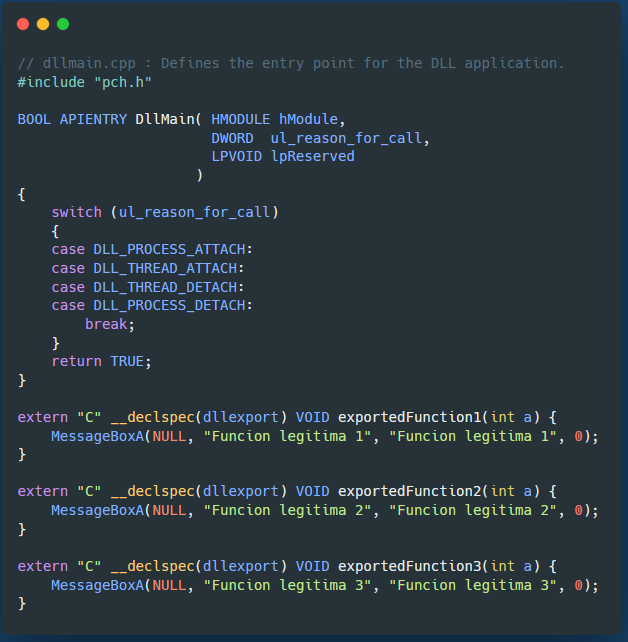 // dllmain.cpp : Defines the entry point for the DLL application.
#include "pch.h"

BOOL APIENTRY DllMain( HMODULE hModule,
                       DWORD  ul_reason_for_call,
                       LPVOID lpReserved
                     )
{
    switch (ul_reason_for_call)
    {
    case DLL_PROCESS_ATTACH:
    case DLL_THREAD_ATTACH:
    case DLL_THREAD_DETACH:
    case DLL_PROCESS_DETACH:
        break;
    }
    return TRUE;
}

extern "C" __declspec(dllexport) VOID exportedFunction1(int a) {
    MessageBoxA(NULL, "Funcion legitima 1", "Funcion legitima 1", 0);
}

extern "C" __declspec(dllexport) VOID exportedFunction2(int a) {
    MessageBoxA(NULL, "Funcion legitima 2", "Funcion legitima 2", 0);
}

extern "C" __declspec(dllexport) VOID exportedFunction3(int a) {
    MessageBoxA(NULL, "Funcion legitima 3", "Funcion legitima 3", 0);
}